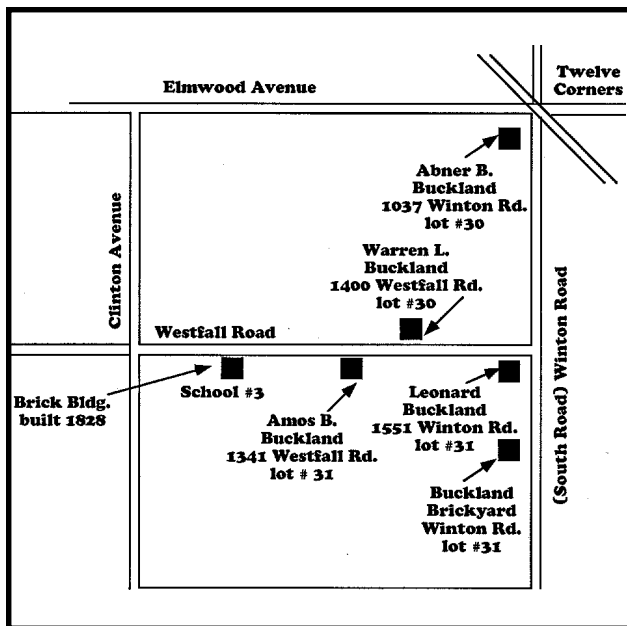 Elmwood Avenue
Twelve
Corners
Abner B.
Buckland
1037 Winton Rd.
lot #30
Warren L.
Buckland
1400 Westfall Rd.
lot #30
Clinton Avenue
Westfall Road
(South Road) Winton Road
Brick Bldg.
built 1828
School #3
Amos B.
Buckland
1341 Westfall Rd.
lot # 31
Leonard
Buckland
1551 Winton Rd.
lot #31
Buckland
Brickyard
Winton Rd.
lot #31